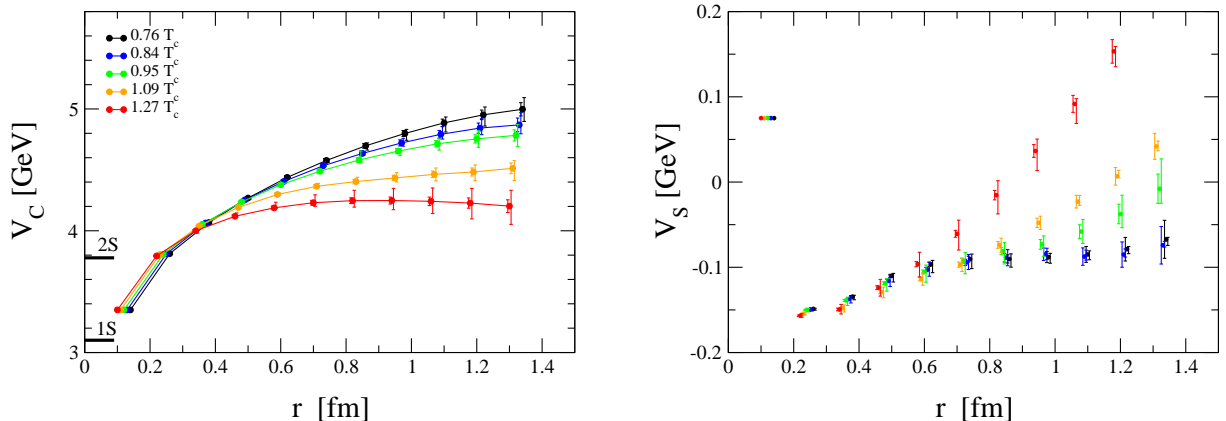 0.76 T_c
0.84 T_c
0.95 T_c
1.09 T_c
1.27 T_c
V_C [GeV]
5
4
3
2S
1S
0 0.2 0.4 0.6 0.8 1 1.2 1.4
r [fm]
V_S [GeV]
0.2
0.1
0
-0.1
-0.2
0 0.2 0.4 0.6 0.8 1 1.2 1.4
r [fm]